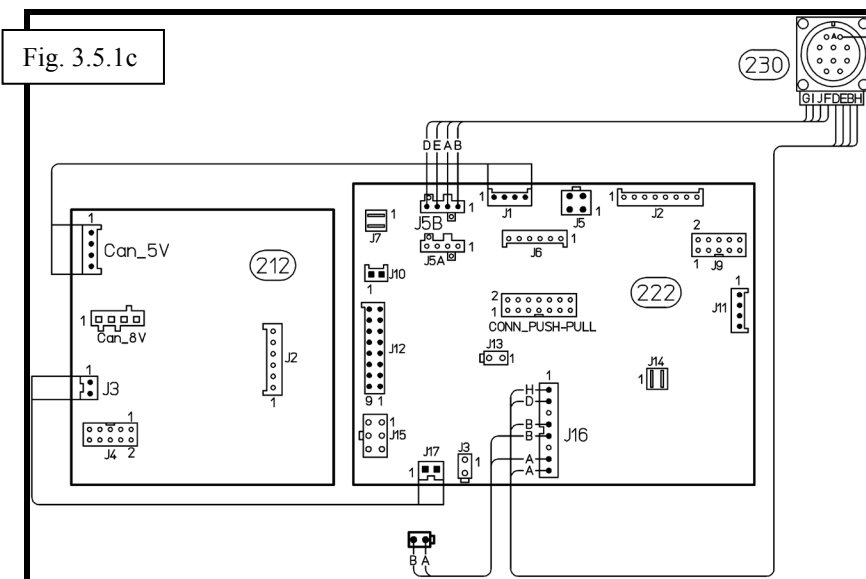 Fig. 3.5.1c
230
A
GIJFDEBH
DEAB
1
J5B
1
J1
1
J5
1
J2
1
J7
1
J5A
1
J6
2
1
J9
1
Can_5V
212
J10
1
222
1
J11
2
1
CONN_PUSH-PULL
1
Can_8V
J2
1
J12
9 1
J13
1
J14
1
1
J3
1
H
D
B
B
A
A
J16
1
J4 2
1
J15
J17
1
J3
1
B A